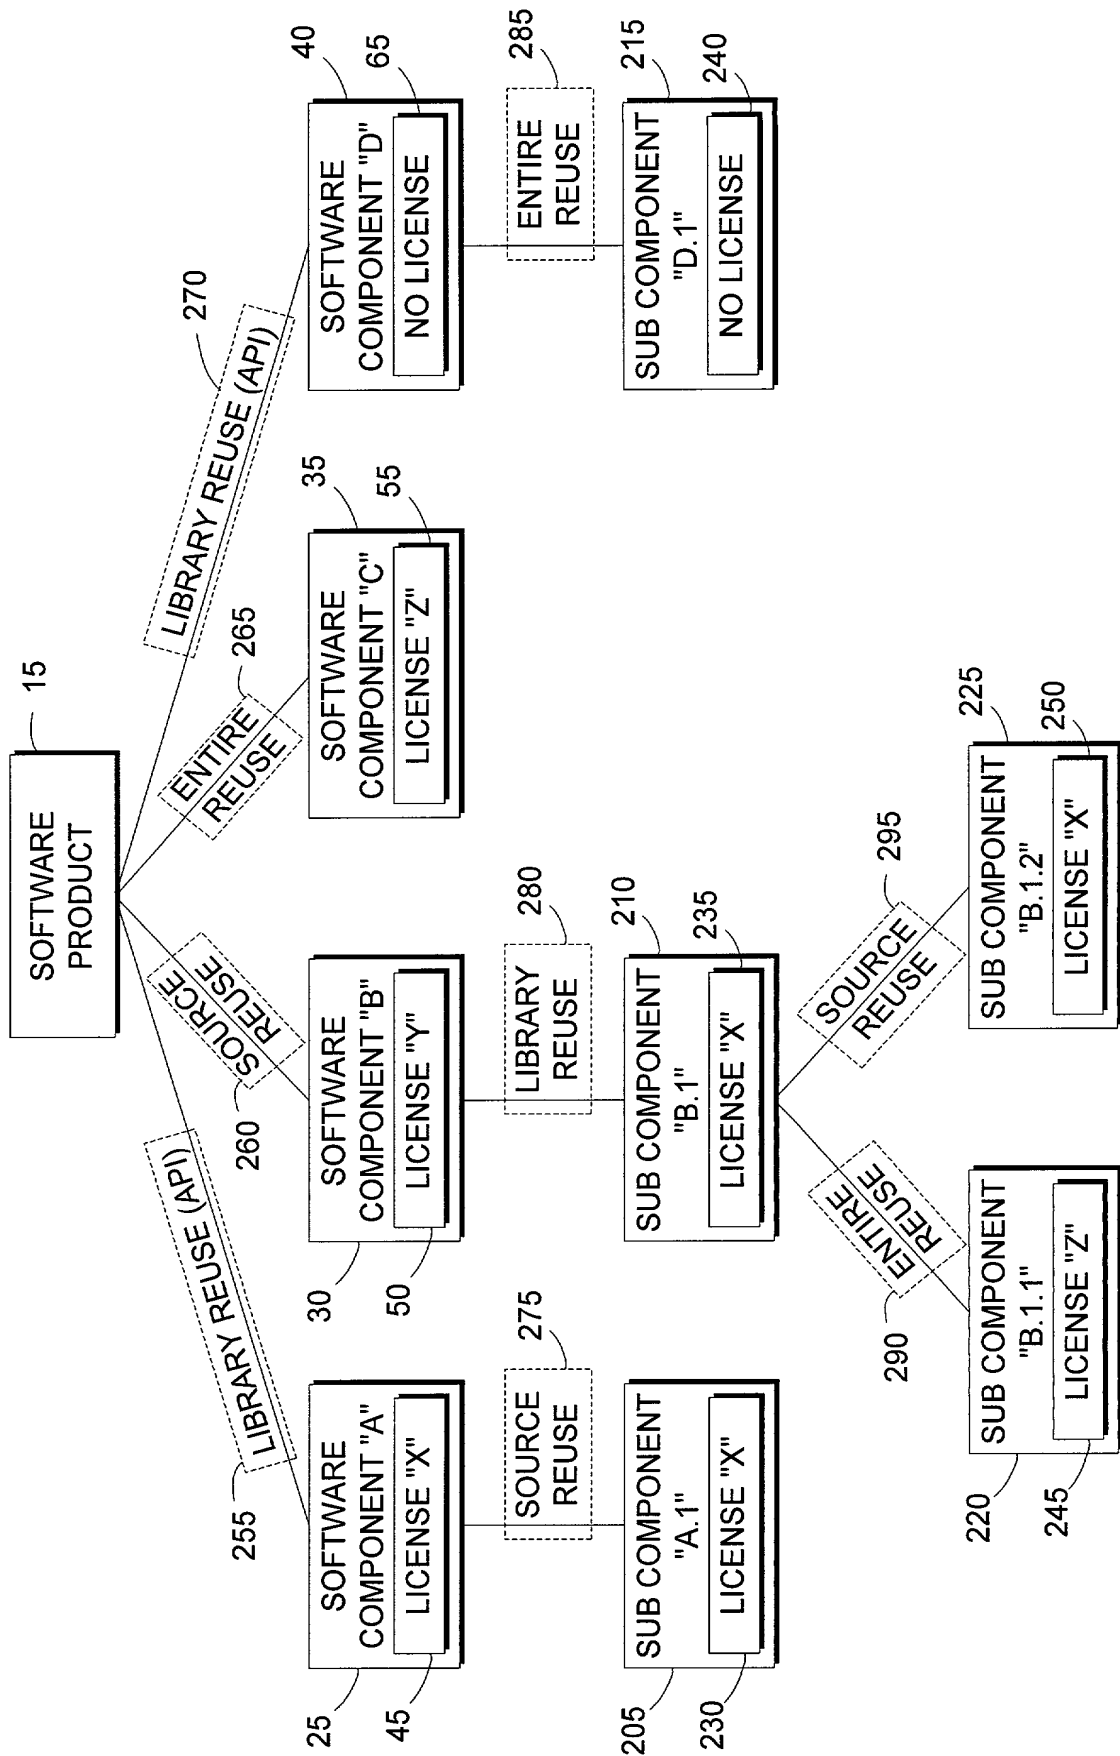 SOFTWARE
PRODUCT
15
LIBRARY REUSE (API)
255
SOURCE
REUSE
260
ENTIRE
REUSE
265
LIBRARY REUSE (API)
270
SOFTWARE
COMPONENT "A"
LICENSE "X"
25
45
SOFTWARE
COMPONENT "B"
LICENSE "Y"
30
50
SOFTWARE
COMPONENT "C"
LICENSE "Z"
35
55
SOFTWARE
COMPONENT "D"
NO LICENSE
40
65
SOURCE
REUSE
275
LIBRARY
REUSE
280
ENTIRE
REUSE
285
SUB COMPONENT
"A.1"
LICENSE "X"
205
230
SUB COMPONENT
"B.1"
LICENSE "X"
210
235
SUB COMPONENT
"D.1"
NO LICENSE
215
240
ENTIRE
REUSE
290
SOURCE
REUSE
295
SUB COMPONENT
"B.1.1"
LICENSE "Z"
220
245
SUB COMPONENT
"B.1.2"
LICENSE "X"
225
250